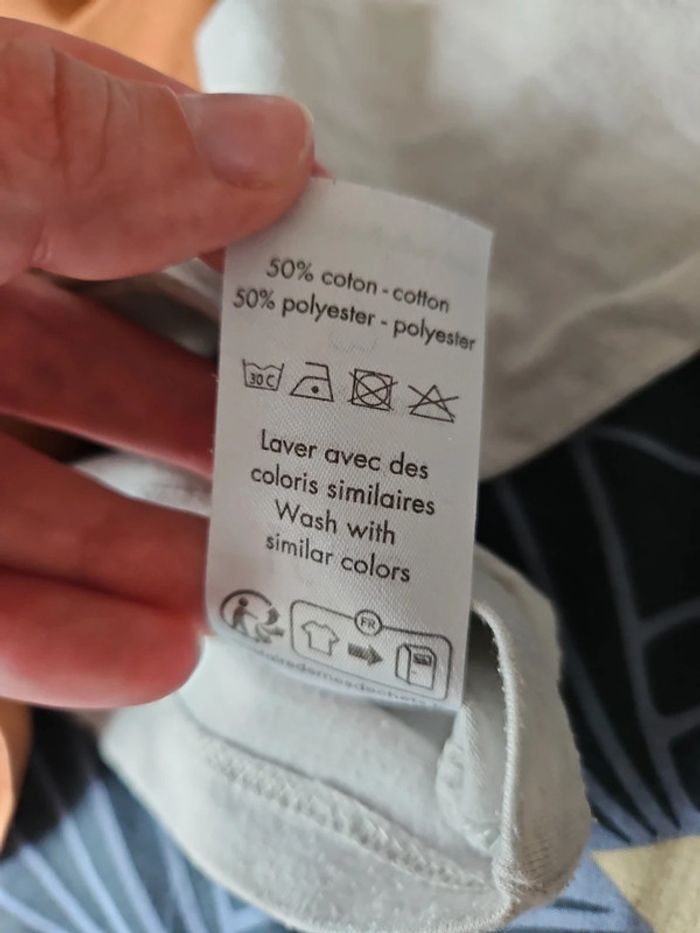 50% coton - cotton
50% polyester - polyester
30 C
Laver avec des
coloris similaires
Wash with
similar colors
FR